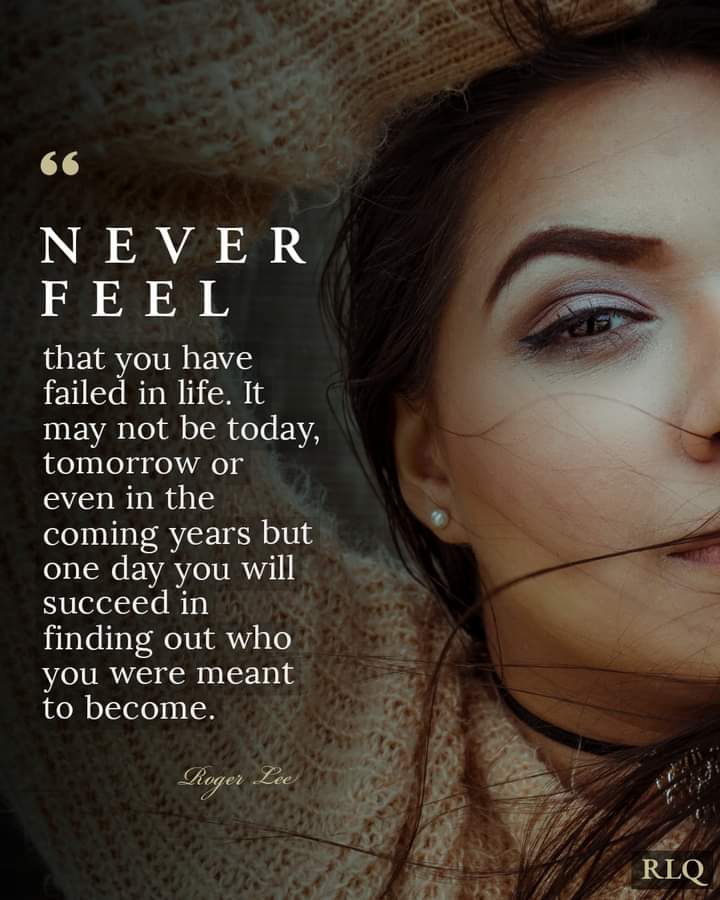 “
NEVER
FEEL
that you have
failed in life. It
may not be today,
tomorrow or
even in the
coming years but
one day you will
succeed in
finding out who
you were meant
to become.
Roger Lee
RLQ